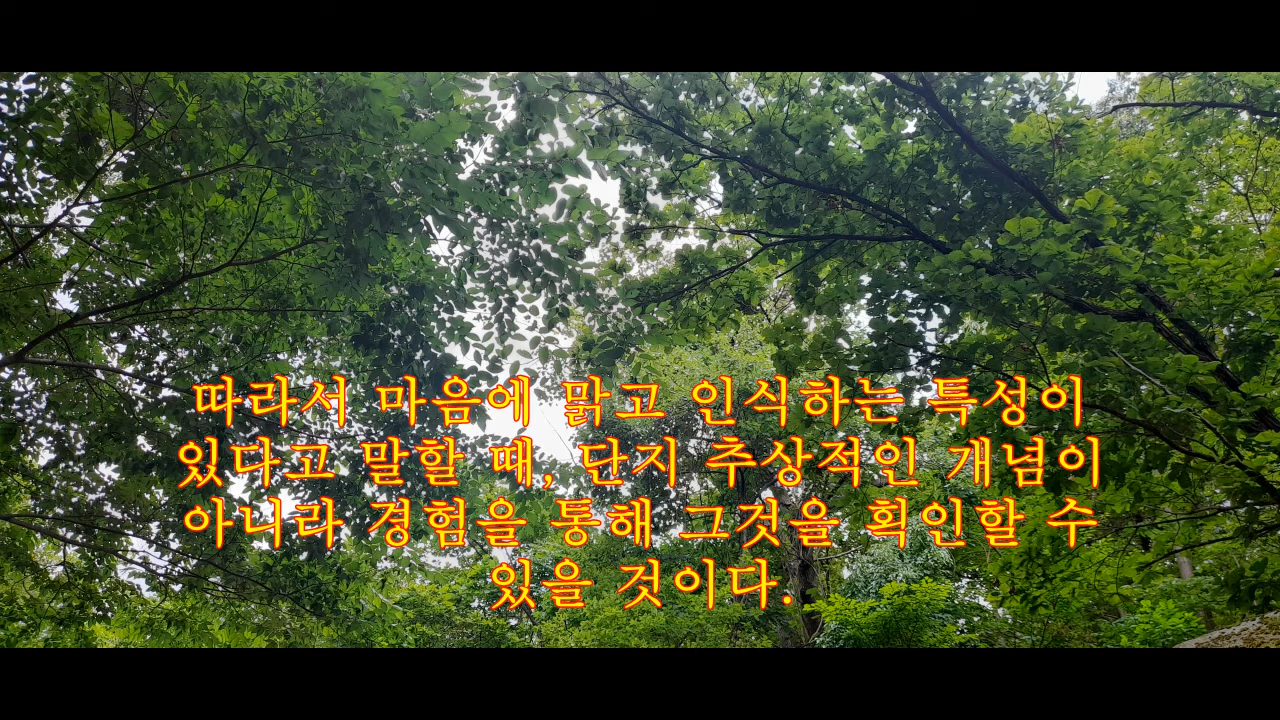 따라서 마음에 맑고 인식하는 특성이
있다고 말할 때, 단지 추상적인 개념이
아니라 경험을 통해 그것을 확인할 수
있을 것이다.